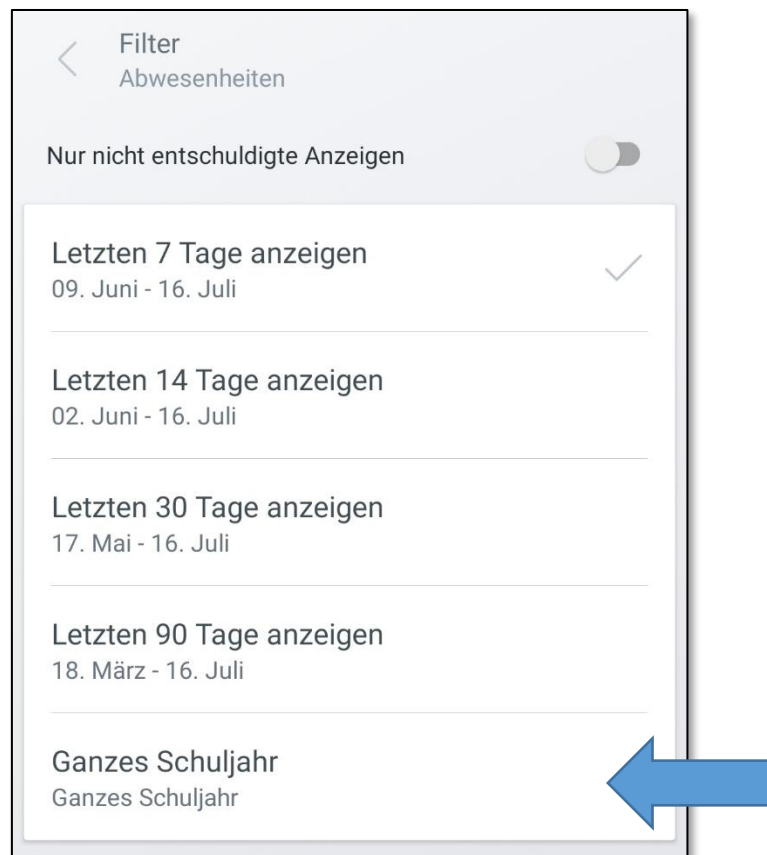 Filter
Abwesenheiten
Nur nicht entschuldigte Anzeigen
Letzten 7 Tage anzeigen
09. Juni - 16. Juli
Letzten 14 Tage anzeigen
02. Juni - 16. Juli
Letzten 30 Tage anzeigen
17. Mai - 16. Juli
Letzten 90 Tage anzeigen
18. März - 16. Juli
Ganzes Schuljahr
Ganzes Schuljahr